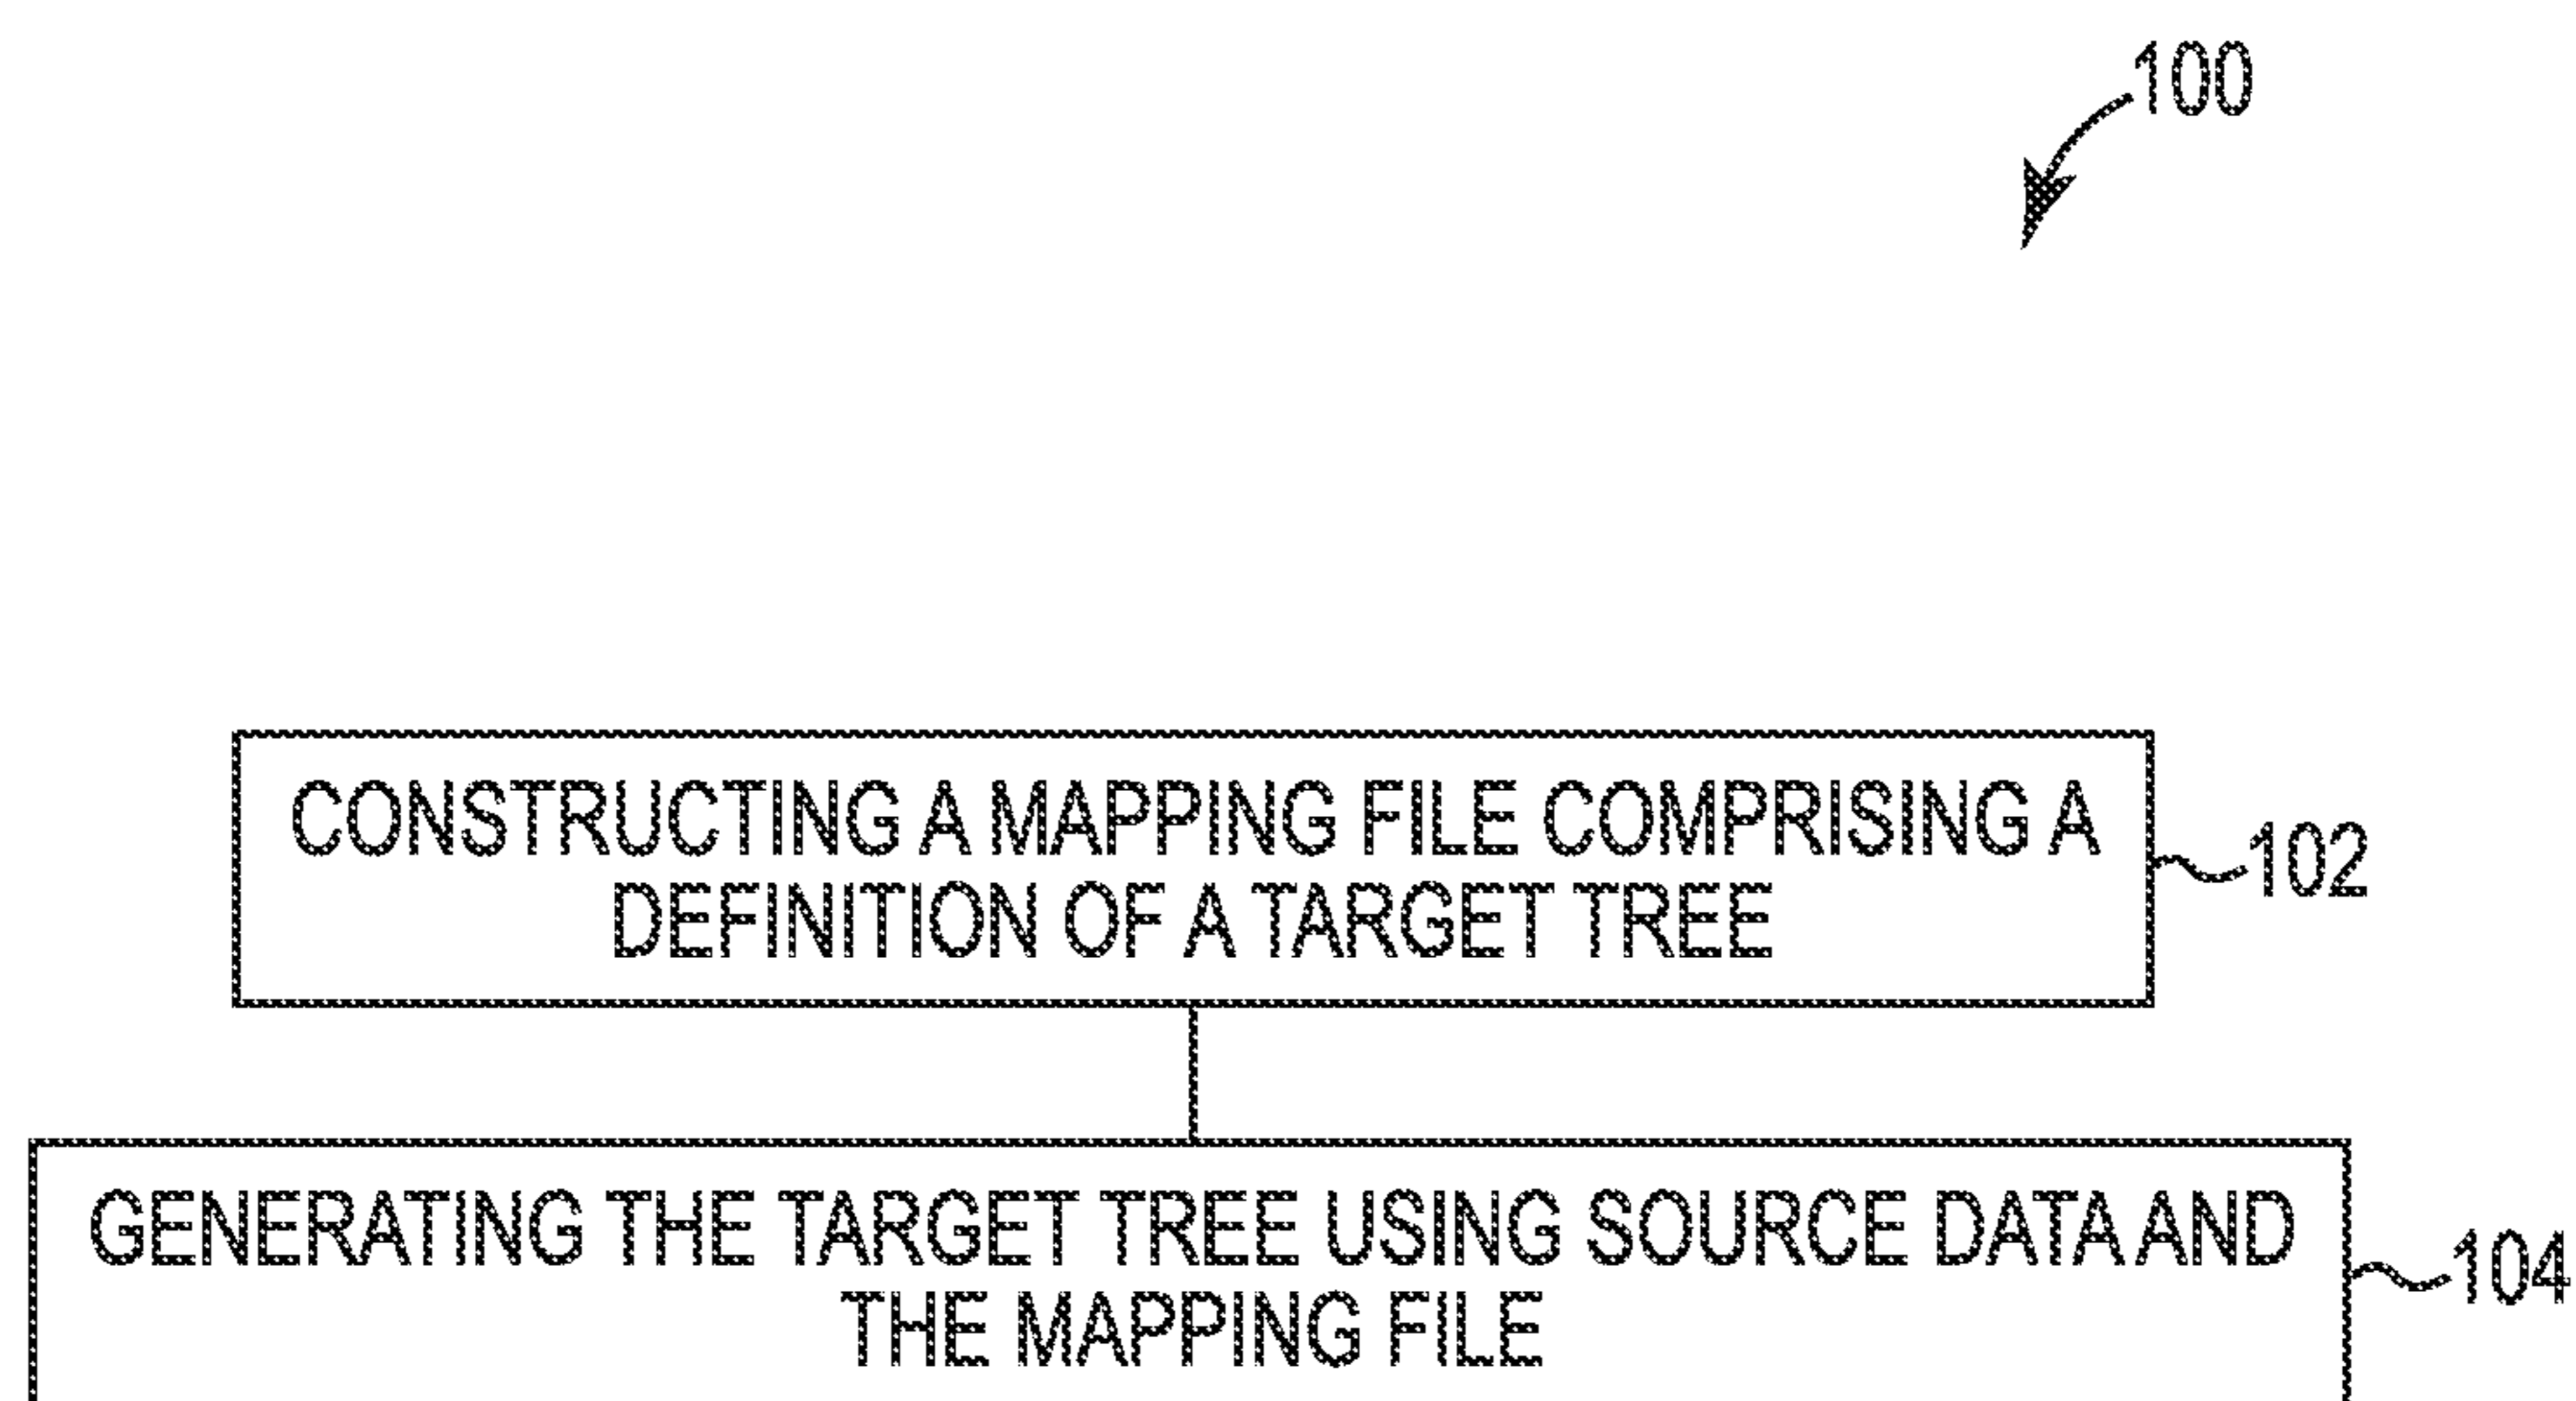 100
CONSTRUCTING A MAPPING FILE COMPRISING A
DEFINITION OF A TARGET TREE
102
GENERATING THE TARGET TREE USING SOURCE DATA AND
THE MAPPING FILE
104